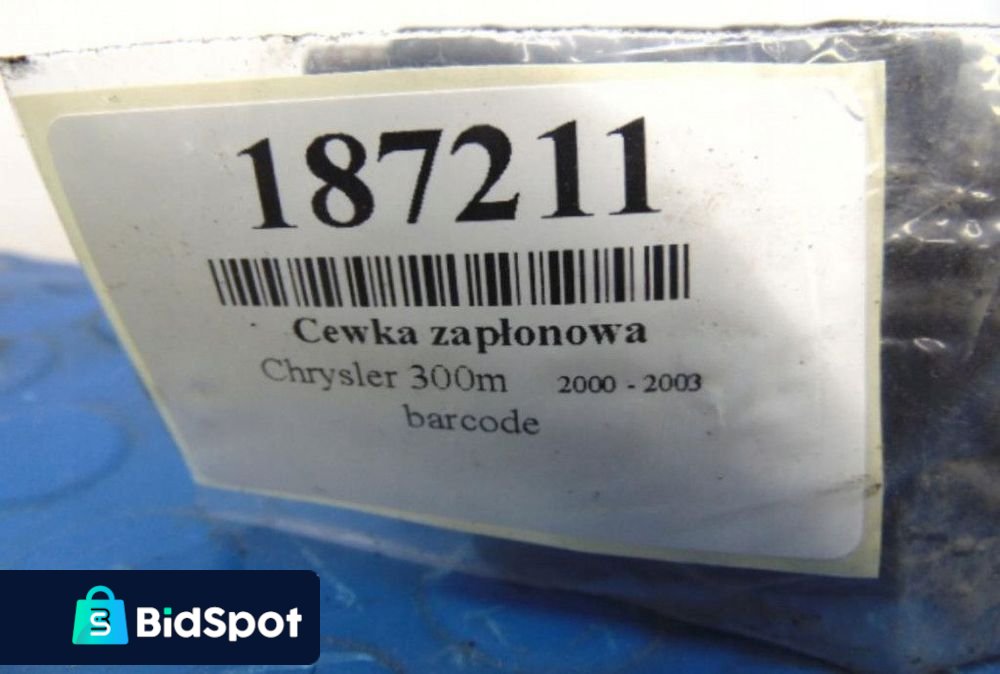 187211
Cewka zapłonowa
Chrysler 300m 2000 - 2003
barcode
BidSpot